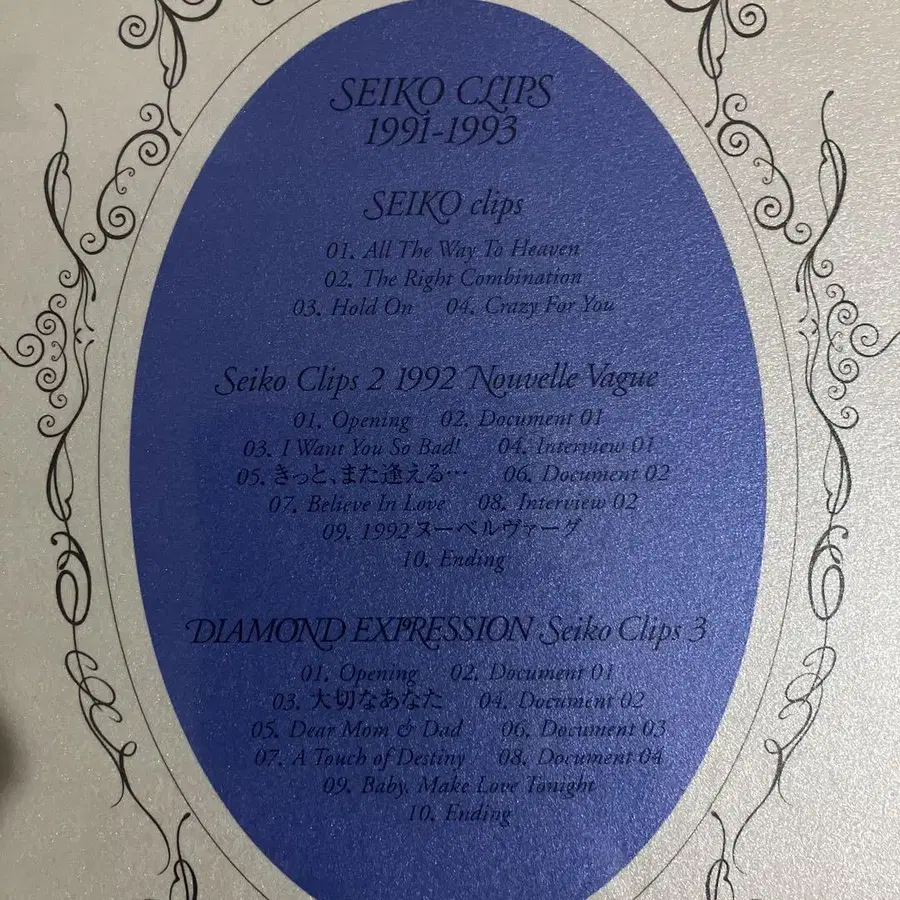 SEIKO CLIPS
1991-1993
SEIKO clips
01. All The Way To Heaven
02. The Right Combination
03. Hold On 04. Crazy For You
Seiko Clips 2 1992 Nouvelle Vague
01. Opening 02. Document 01
03. I Want You So Bad! 04. Interview 01
05. きっと、また逢える… 06. Document 02
07. Believe In Love 08. Interview 02
09. 1992ヌーベルヴァーグ
10. Ending
DIAMOND EXPRESSION Seiko Clips 3
01. Opening 02. Document 01
03. 大切なあなた 04. Document 02
05. Dear Mom & Dad 06. Document 03
07. A Touch of Destiny 08. Document 04
09. Baby, Make Love Tonight
10. Ending